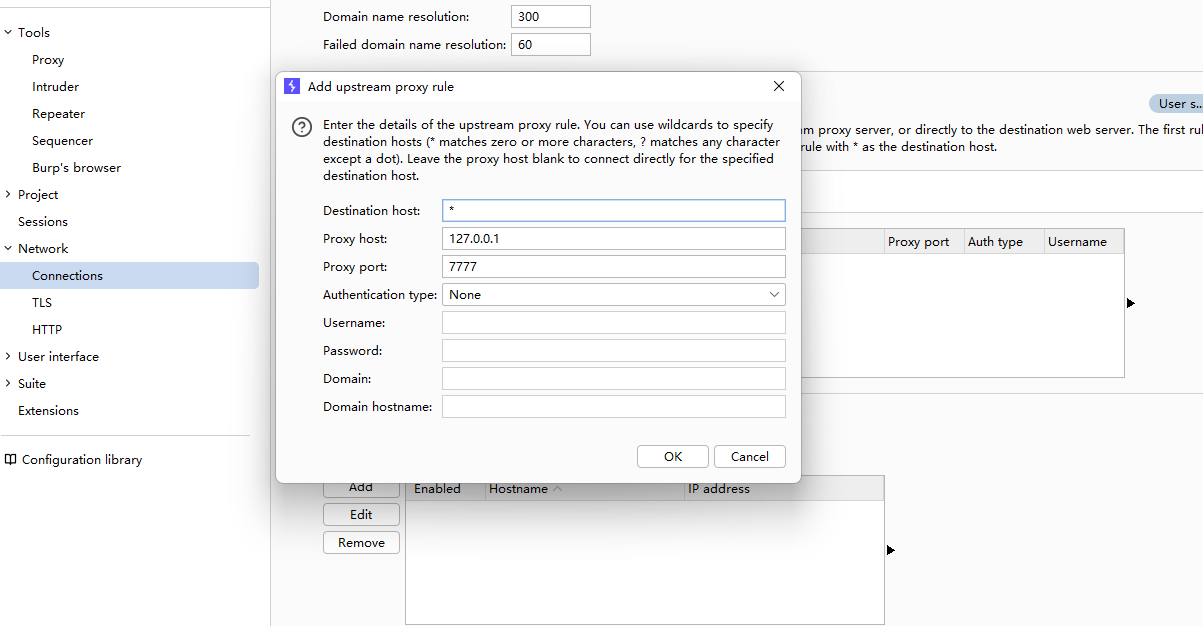 Tools
Proxy
Intruder
Repeater
Sequencer
Burp's browser
Project
Sessions
Network
Connections
TLS
HTTP
User interface
Suite
Extensions
Configuration library
Domain name resolution: 300
Failed domain name resolution: 60
User s...
proxy server, or directly to the destination web server. The first
rule with * as the destination host.
Proxy port Auth type Username
Add upstream proxy rule
Enter the details of the upstream proxy rule. You can use wildcards to specify
destination hosts (* matches zero or more characters, ? matches any character
except a dot). Leave the proxy host blank to connect directly for the specified
destination host.
Destination host: *
Proxy host: 127.0.0.1
Proxy port: 7777
Authentication type: None
Username:
Password:
Domain:
Domain hostname:
OK Cancel
Add
Edit
Remove
Enabled Hostname IP address